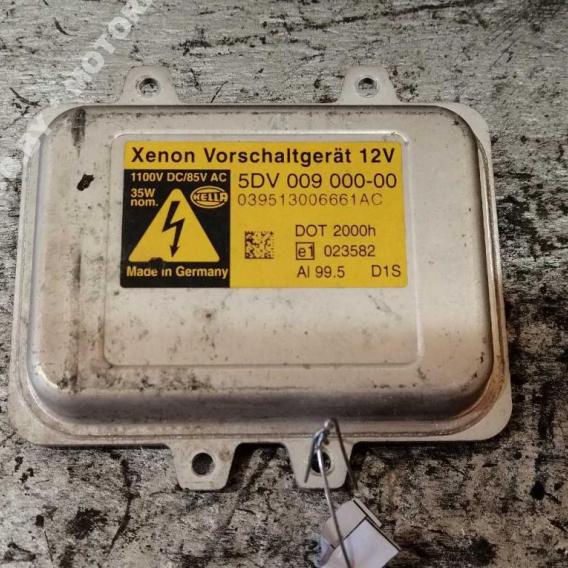 Xenon Vorschaltgerät 12V
1100V DC/85V AC
35W
nom.
HELLA
5DV 009 000-00
039513006661AC
DOT 2000h
e1 023582
Al 99.5 D1S
Made in Germany